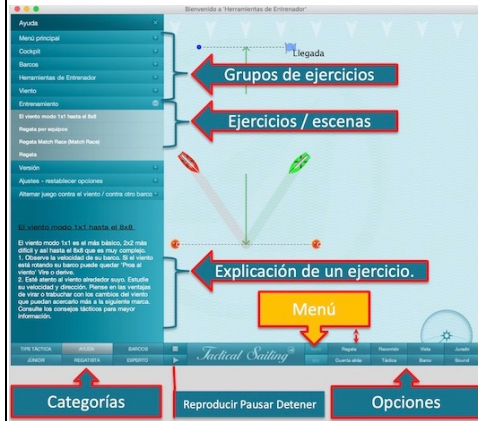 Bienvenido a 'Herramientas de Entrenador'
Ayuda
Menú principal
Cockpit
Barcos
Herramientas de Entrenador
Viento
Entrenamiento
El viento modo 1x1 hasta el 8x8
Regata por equipos
Regata Match Race (Match Race)
Regata
Versión
Ajustes - restablecer opciones
Alternar juego contra el viento / contra otro barco
El viento modo 1x1 hasta el 8x8
El viento modo 1x1 es el más básico, 2x2 más
difícil y así hasta el 8x8 que es muy complejo.
1. Observe la velocidad de su barco. Si el viento
está rotando su barco puede quedar 'Proa al
viento' Vire o derive.
2. Esté atento al viento alrededor suyo. Estudie
su velocidad y dirección. Piense en las ventajas
de virar o trabuchar con los cambios del viento
que puedan acercarlo más a la siguiente marca.
Consulte los consejos tácticos para mayor
información.
Llegada
Grupos de ejercicios
Ejercicios / escenas
Explicación de un ejercicio.
Menú
TIPS TÁCTICA
AYUDA
BARCOS
JÚNIOR
REGATISTA
EXPERTO
Tactical Sailing
Regata
Recorrido
Vista
Jurado
Cuenta atrás
Táctica
Barco
Sound
Categorías
Reproducir Pausar Detener
Opciones